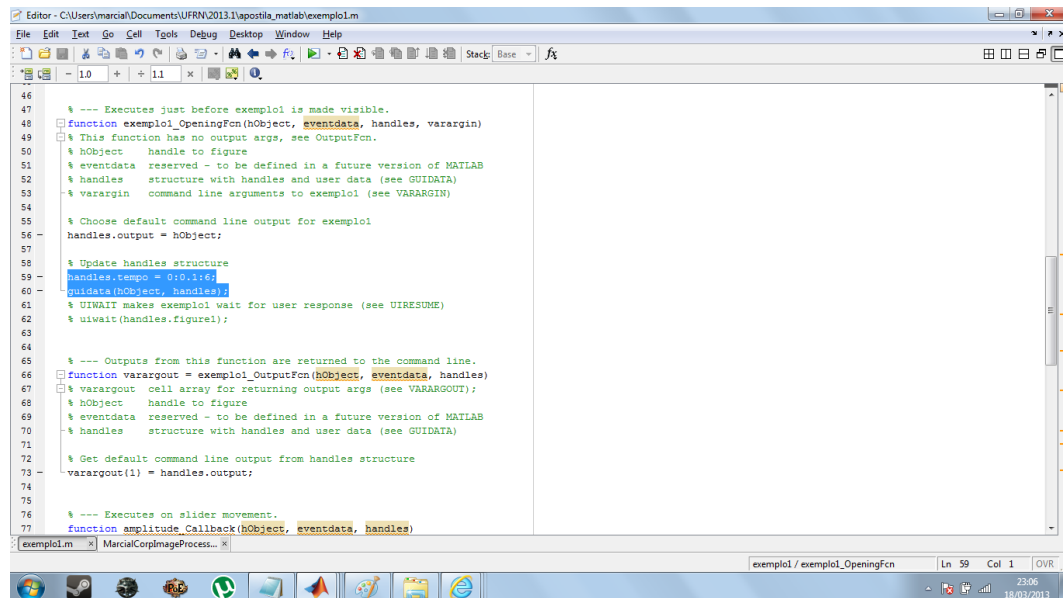 Editor - C:\Users\marcial\Documents\UFRN\2013.1\apostila_matlab\exemplo1.m
File Edit Text Go Cell Tools Debug Desktop Window Help
Stack: Base fx
- 1.0 + ÷ 1.1 ×
46
47 % --- Executes just before exemplo1 is made visible.
48 function exemplo1_OpeningFcn(hObject, eventdata, handles, varargin)
49 % This function has no output args, see OutputFcn.
50 % hObject    handle to figure
51 % eventdata  reserved - to be defined in a future version of MATLAB
52 % handles    structure with handles and user data (see GUIDATA)
53 % varargin   command line arguments to exemplo1 (see VARARGIN)
54
55 % Choose default command line output for exemplo1
56 - handles.output = hObject;
57
58 % Update handles structure
59 - handles.tempo = 0:0.1:6;
60 - guidata(hObject, handles);
61 % UIWAIT makes exemplo1 wait for user response (see UIRESUME)
62 % uiwait(handles.figure1);
63
64
65 % --- Outputs from this function are returned to the command line.
66 function varargout = exemplo1_OutputFcn(hObject, eventdata, handles)
67 % varargout  cell array for returning output args (see VARARGOUT);
68 % hObject    handle to figure
69 % eventdata  reserved - to be defined in a future version of MATLAB
70 % handles    structure with handles and user data (see GUIDATA)
71
72 % Get default command line output from handles structure
73 - varargout{1} = handles.output;
74
75
76 % --- Executes on slider movement.
77 function amplitude_Callback(hObject, eventdata, handles)
exemplo1.m × MarcialCorpImageProcess... ×
exemplo1 / exemplo1_OpeningFcn Ln 59 Col 1 OVR
PoE
23:06
18/03/2013